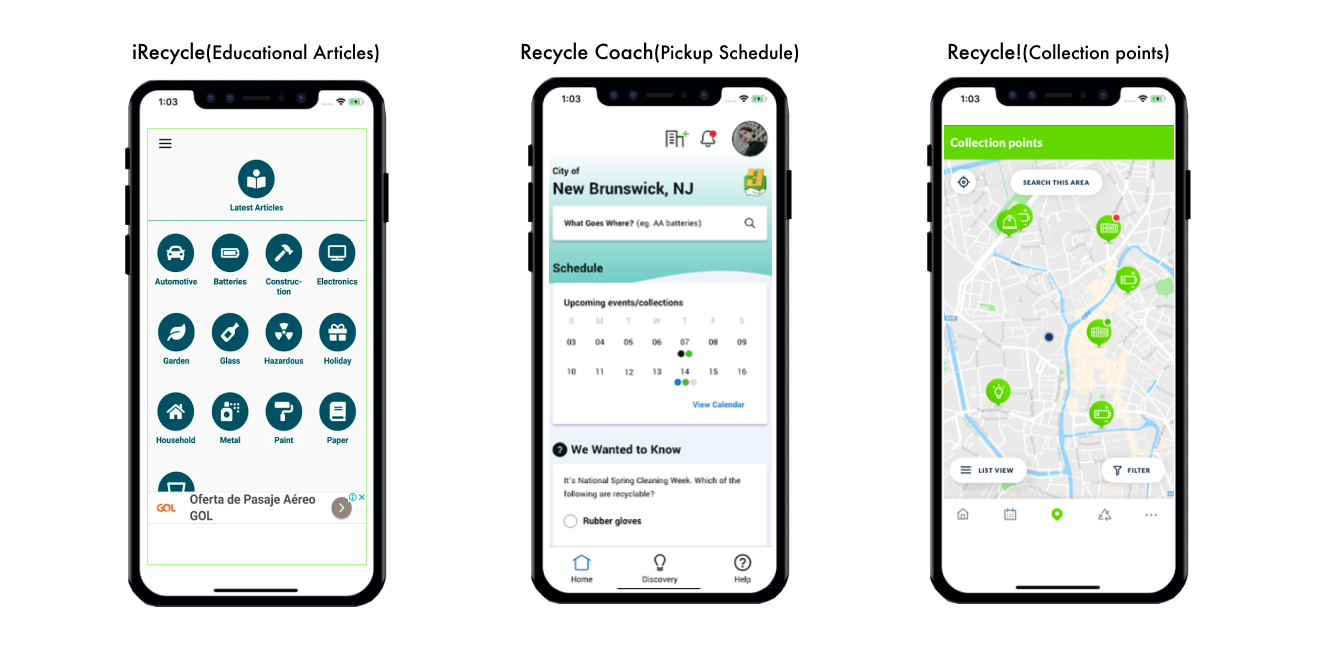 iRecycle(Educational Articles)
1:03
Latest Articles
Automotive
Batteries
Construc-
tion
Electronics
Garden
Glass
Hazardous
Holiday
Household
Metal
Paint
Paper
GOL
Oferta de Pasaje Aéreo
GOL
Recycle Coach(Pickup Schedule)
1:03
City of
New Brunswick, NJ
What Goes Where? (eg. AA batteries)
Schedule
Upcoming events/collections
S M T W T F S
03 04 05 06 07 08 09
10 11 12 13 14 15 16
View Calendar
? We Wanted to Know
It's National Spring Cleaning Week. Which of the
following are recyclable?
Rubber gloves
Home Discovery Help
Recycle!(Collection points)
1:03
Collection points
SEARCH THIS AREA
LIST VIEW
FILTER